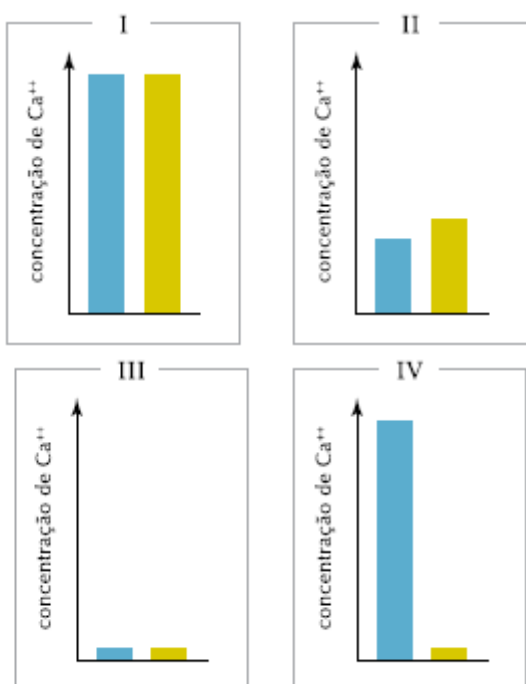 I
concentração de Ca⁺⁺
II
concentração de Ca⁺⁺
III
concentração de Ca⁺⁺
IV
concentração de Ca⁺⁺